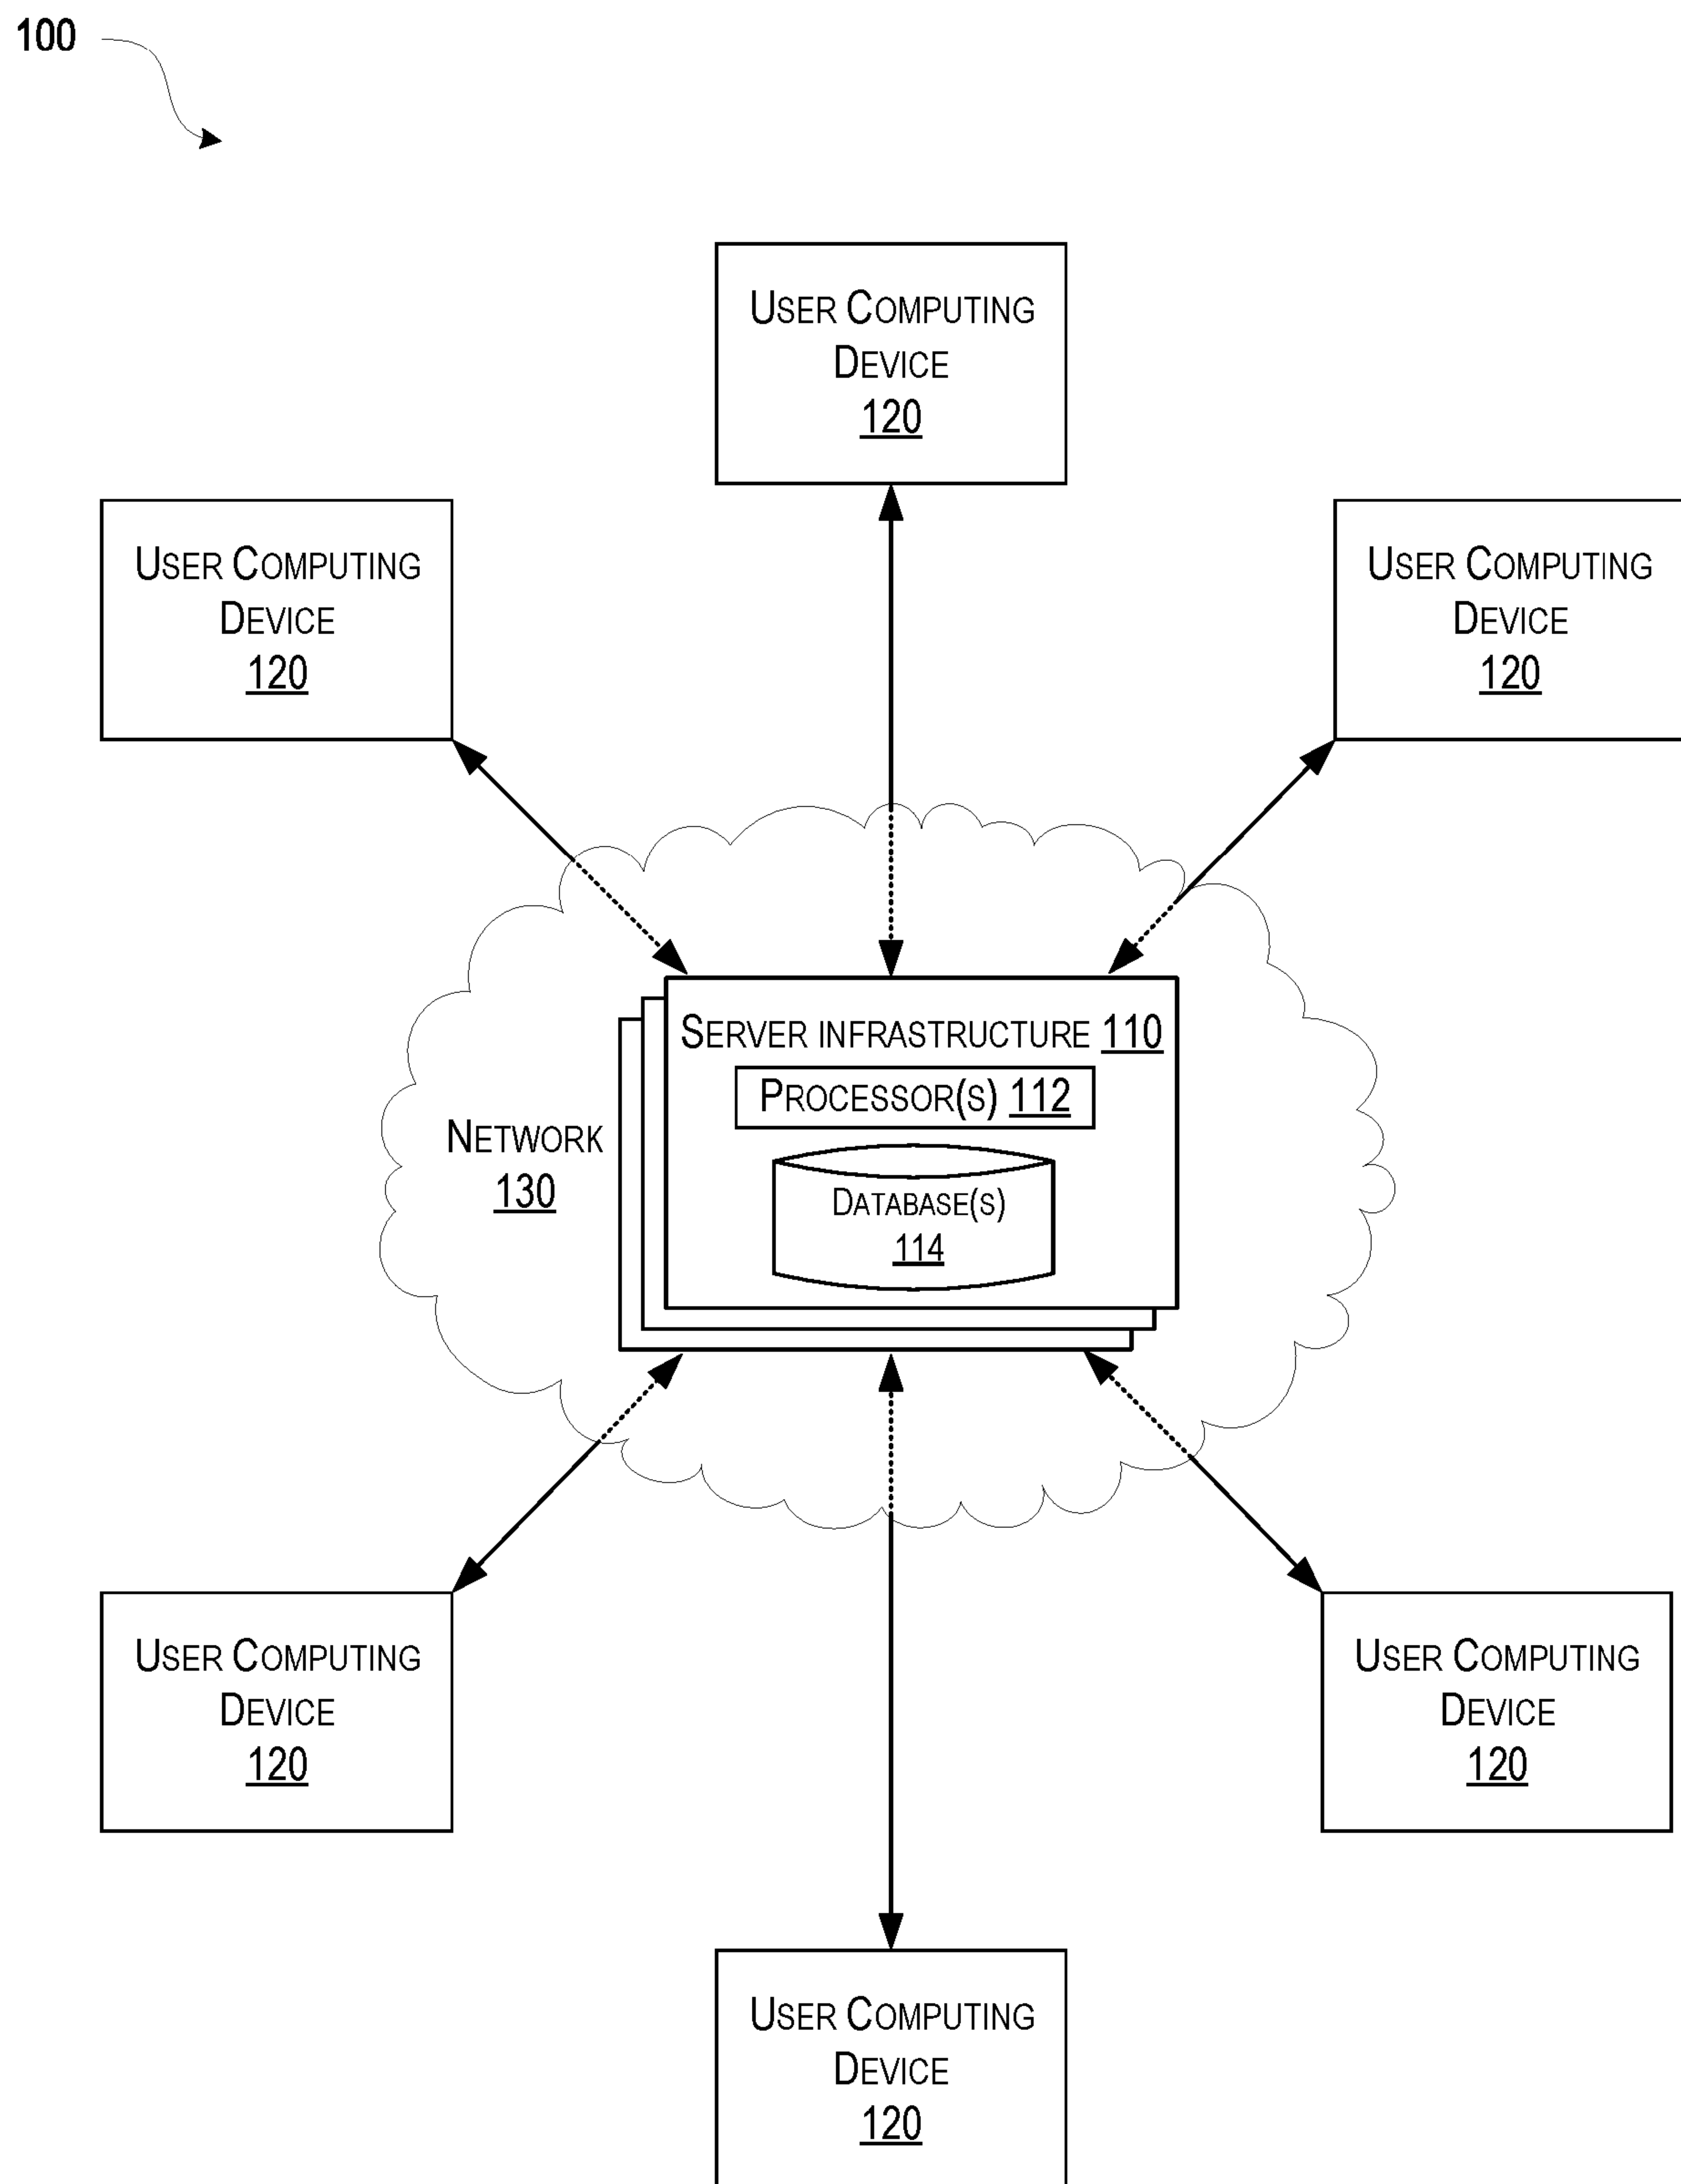 100
User Computing
Device
120
User Computing
Device
120
User Computing
Device
120
Server infrastructure 110
Processor(s) 112
Network
130
Database(s)
114
User Computing
Device
120
User Computing
Device
120
User Computing
Device
120